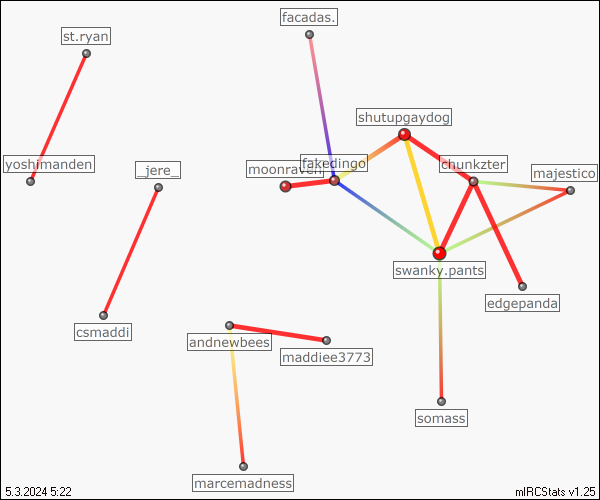 facadas.
st.ryan
shutupgaydog
yoshimanden
_jere_
moonraven
fakedingo
chunkzter
majestico
swanky.pants
edgepanda
csmaddi
andnewbees
maddiee3773
somass
marcemadness
5.3.2024 5:22
mIRCStats v1.25